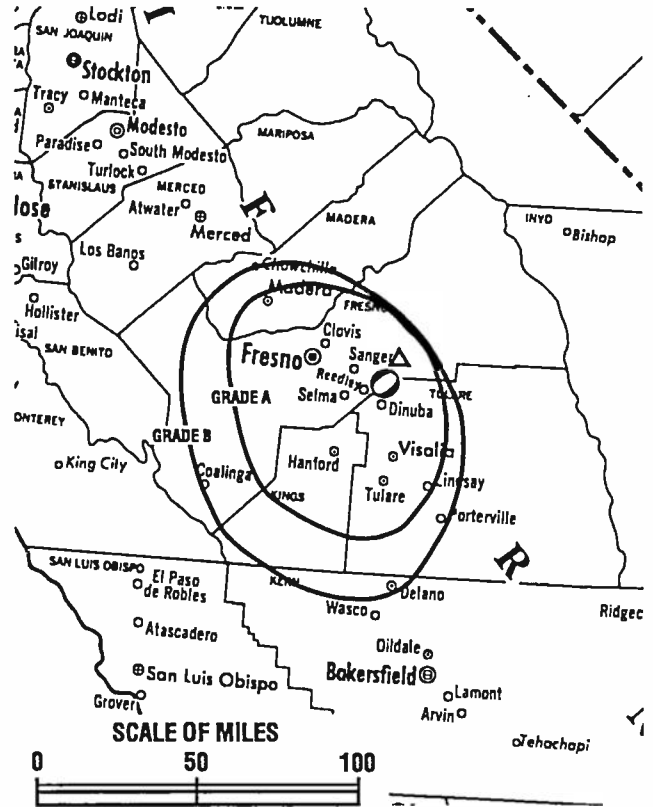 Lodi
TUOLUMNE
SAN JOAQUIN
Stockton
Tracy
Manteca
Modesto
MARIPOSA
Paradise
South Modesto
Turlock
STANISLAUS
MERCED
Atwater
F
lose
Merced
MADERA
INYO
Bishop
s
Los Banos
Gilroy
Chowchilla
Madera
FRESNO
Hollister
isal
Clovis
SAN BENITO
Fresno
Sanger
Reedley
TULARE
GRADE A
Selma
Dinuba
ONTEREY
GRADE B
Visalia
King City
Hanford
Coalinga
Tulare
Lindsay
KINGS
Porterville
R
SAN LUIS OBISPO
El Paso
de Robles
KERN
Delano
Wasco
Ridgec
Atascadero
Oildale
San Luis Obispo
Bakersfield
Grover
Lamont
Arvin
Tehachapi
SCALE OF MILES
0 50 100